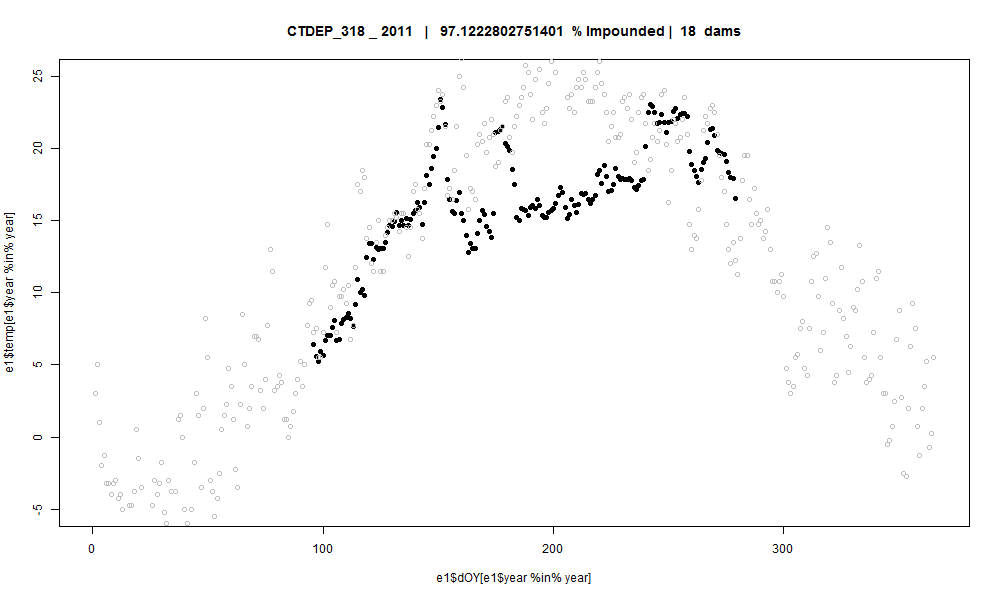 CTDEP_318 _ 2011 | 97.1222802751401 % Impounded | 18 dams
e1$temp[e1$year %in% year]
25
20
15
10
5
0
-5
0 100 200 300
e1$dOY[e1$year %in% year]